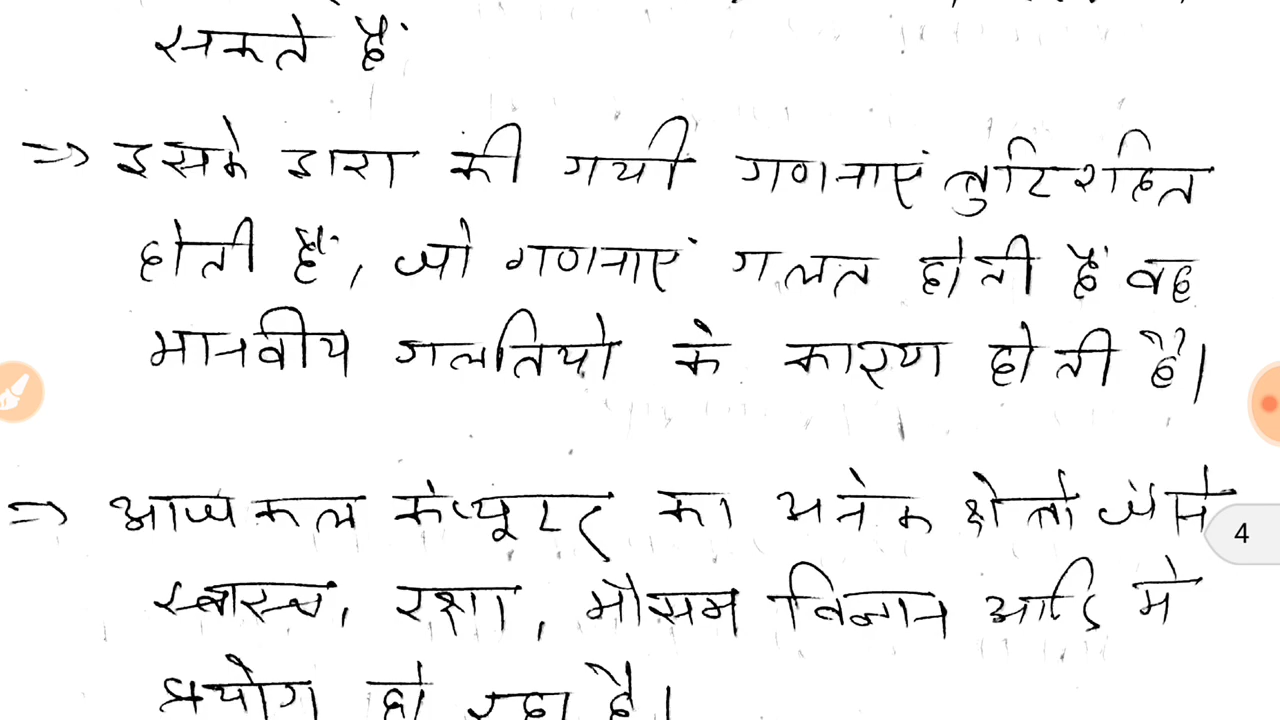 सकते हैं
=> इसके द्वारा की गयी गणनाएं त्रुटिरहित
होती हैं, जो गणनाएं गलत होती हैं वह
मानवीय गलतियो के कारण होती है।
=> आजकल कंप्यूटर का अनेक क्षेत्रो जैसे
स्वास्थ्य, रक्षा, मौसम विज्ञान आदि मे
प्रयोग हो रहा है।
4